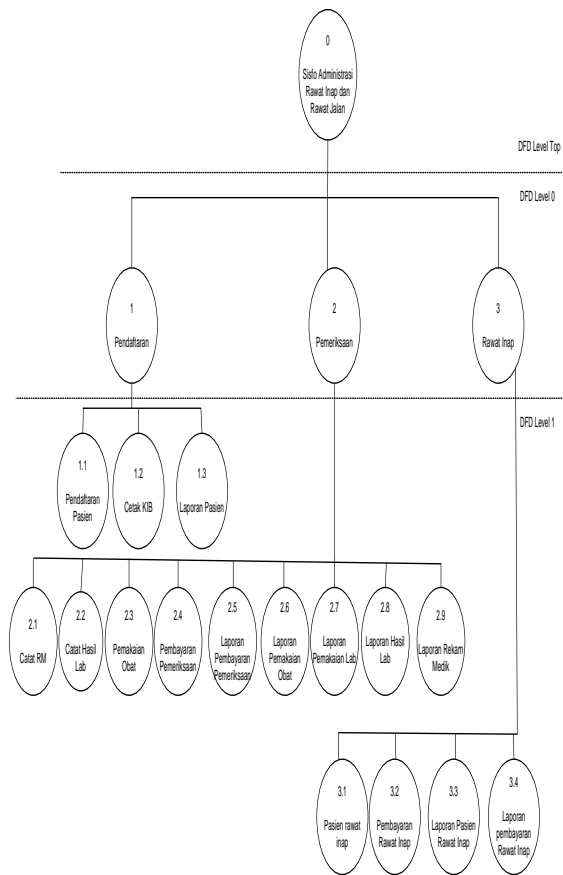 0
Sisfo Administrasi
Rawat Inap dan
Rawat Jalan
DFD Level Top
DFD Level 0
1
Pendaftaran
2
Pemeriksaan
3
Rawat Inap
DFD Level 1
1.1
Pendaftaran
Pasien
1.2
Cetak KIB
1.3
Laporan Pasien
2.1
Catat RM
2.2
Catat Hasil
Lab
2.3
Pemakaian
Obat
2.4
Pembayaran
Pemeriksaan
2.5
Laporan
Pembayaran
Pemeriksaan
2.6
Laporan
Pemakaian
Obat
2.7
Laporan
Pemakaian Lab
2.8
Laporan Hasil
Lab
2.9
Laporan Rekam
Medik
3.1
Pasien rawat
inap
3.2
Pembayaran
Rawat Inap
3.3
Laporan Pasien
Rawat Inap
3.4
Laporan
pembayaran
Rawat Inap